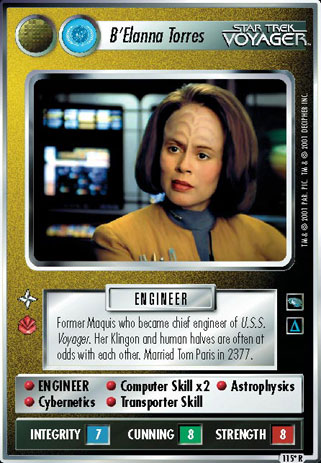 B'Elanna Torres
STAR TREK
VOYAGER
TM & © 2001 PAR. PIC. TM & © 2001 DECIPHER INC.
ENGINEER
Former Maquis who became chief engineer of U.S.S.
Voyager. Her Klingon and human halves are often at
odds with each other. Married Tom Paris in 2377.
ENGINEER Computer Skill x2 Astrophysics
Cybernetics Transporter Skill
INTEGRITY 7 CUNNING 8 STRENGTH 8
115* R